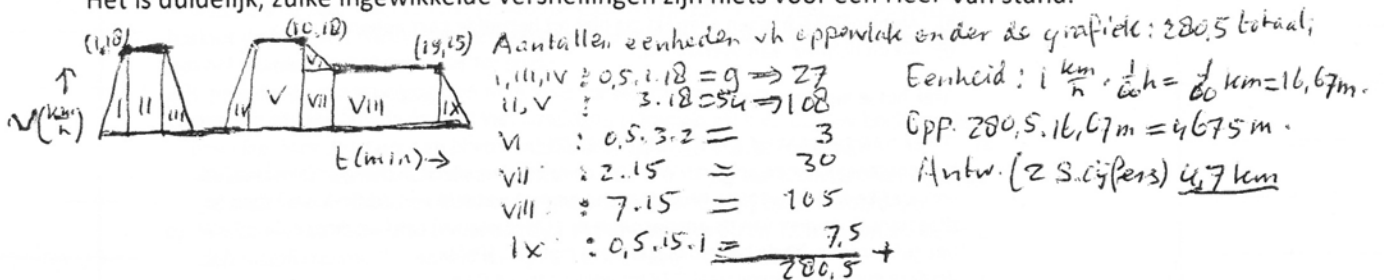 Het is duidelijk, zulke ingewikkelde versnellingen zijn niets voor een heer van stand.
(1,18) (10,18) (19,15)
V(km/h)
I II III IV V VI VII VIII IX
t(min)→
Aantallen eenheden vh oppervlak onder de grafiek: 280,5 totaal,
I, III, IV : 0,5.1.18 = 9 ⇒ 27
II, V : 3.18 = 54 ⇒ 108
VI : 0,5.3.2 = 3
VII : 2.15 = 30
VIII : 7.15 = 105
IX : 0,5.15.1 = 7,5 +
280,5
Eenheid : 1 km/h . 1/60 h = 1/60 km = 16,67m.
Opp. 280,5.16,67m = 4675 m.
Antw. (2 S.cijfers) 4,7 km